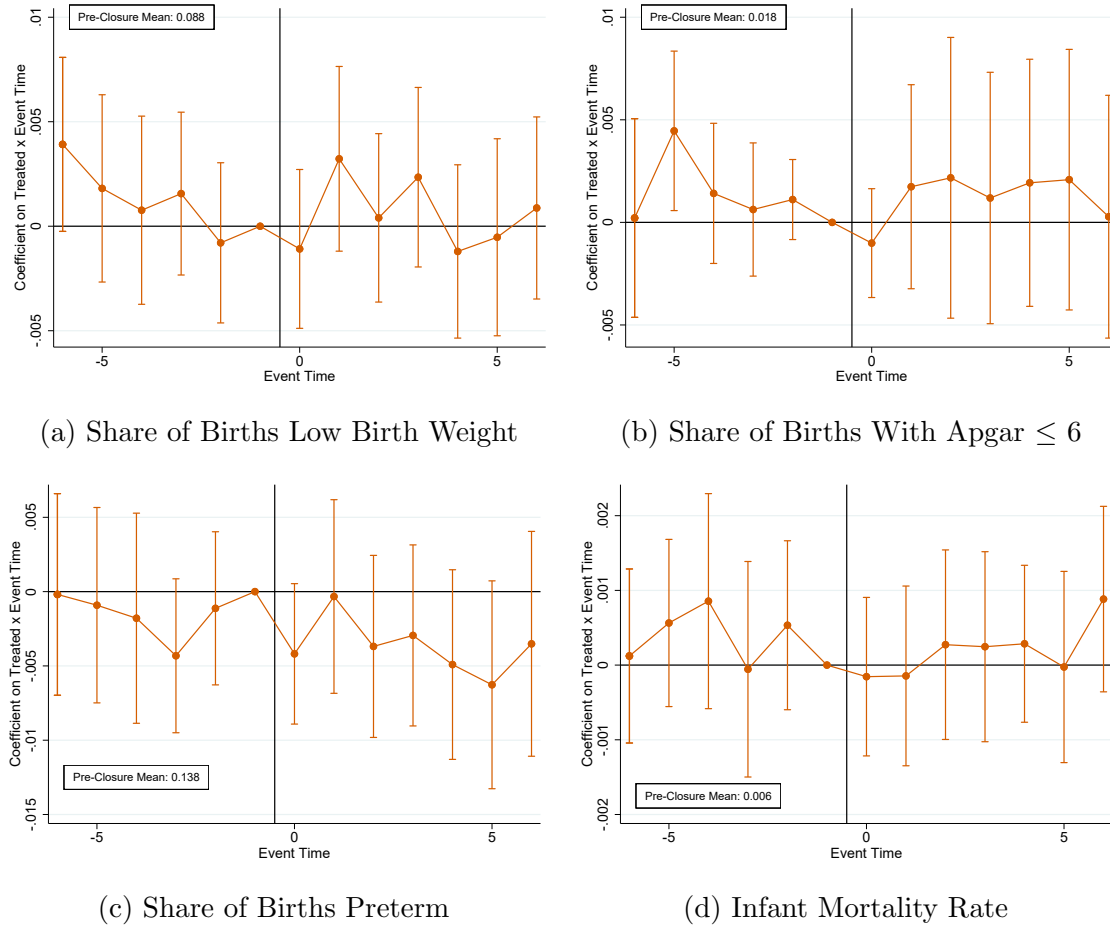 Pre-Closure Mean: 0.088
Coefficient on Treated x Event Time
.01
.005
0
-.005
-5
0
5
Event Time
(a) Share of Births Low Birth Weight
Pre-Closure Mean: 0.018
Coefficient on Treated x Event Time
.01
.005
0
-.005
-5
0
5
Event Time
(b) Share of Births With Apgar ≤ 6
Coefficient on Treated x Event Time
.005
0
-.005
-.01
-.015
Pre-Closure Mean: 0.138
-5
0
5
Event Time
(c) Share of Births Preterm
Coefficient on Treated x Event Time
.002
.001
0
-.001
-.002
Pre-Closure Mean: 0.006
-5
0
5
Event Time
(d) Infant Mortality Rate